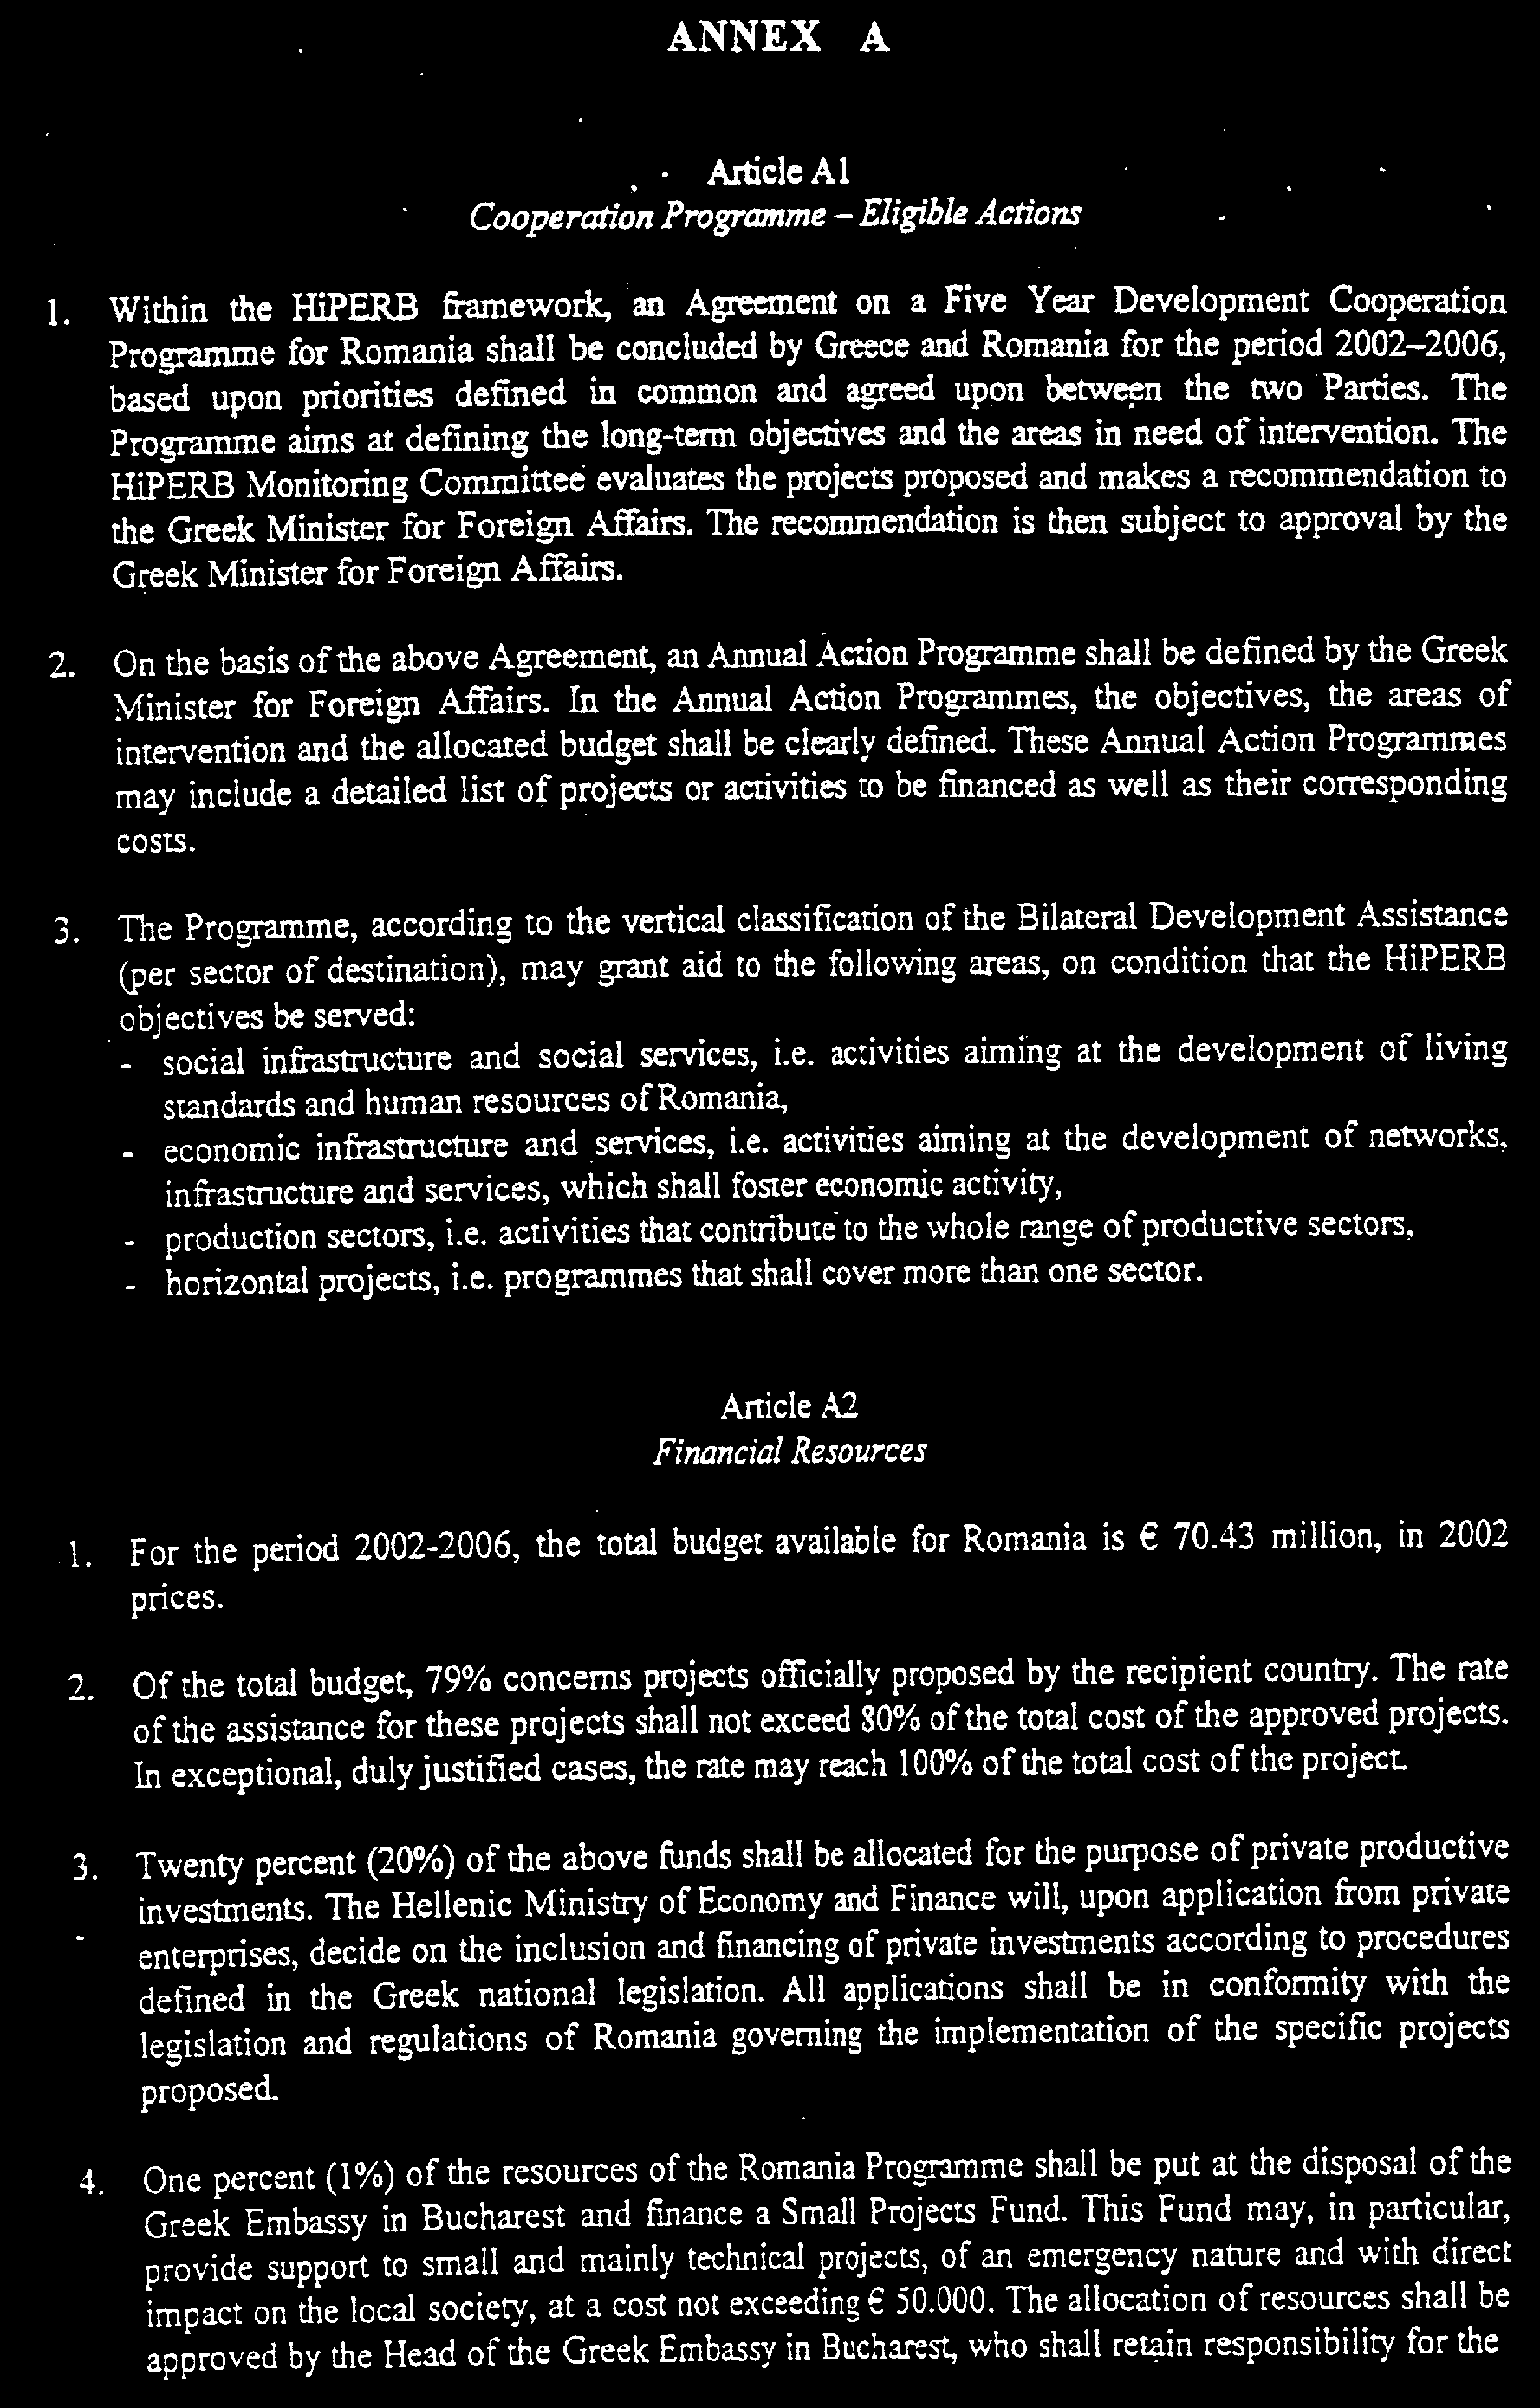 ANNEX A
Article A1
Cooperation Programme – Eligible Actions
1. Within the HiPERB framework, an Agreement on a Five Year Development Cooperation
Programme for Romania shall be concluded by Greece and Romania for the period 2002–2006,
based upon priorities defined in common and agreed upon between the two Parties. The
Programme aims at defining the long-term objectives and the areas in need of intervention. The
HiPERB Monitoring Committee evaluates the projects proposed and makes a recommendation to
the Greek Minister for Foreign Affairs. The recommendation is then subject to approval by the
Greek Minister for Foreign Affairs.
2. On the basis of the above Agreement, an Annual Action Programme shall be defined by the Greek
Minister for Foreign Affairs. In the Annual Action Programmes, the objectives, the areas of
intervention and the allocated budget shall be clearly defined. These Annual Action Programmes
may include a detailed list of projects or activities to be financed as well as their corresponding
costs.
3. The Programme, according to the vertical classification of the Bilateral Development Assistance
(per sector of destination), may grant aid to the following areas, on condition that the HiPERB
objectives be served:
- social infrastructure and social services, i.e. activities aiming at the development of living
standards and human resources of Romania,
- economic infrastructure and services, i.e. activities aiming at the development of networks,
infrastructure and services, which shall foster economic activity,
- production sectors, i.e. activities that contribute to the whole range of productive sectors,
- horizontal projects, i.e. programmes that shall cover more than one sector.
Article A2
Financial Resources
1. For the period 2002-2006, the total budget available for Romania is € 70.43 million, in 2002
prices.
2. Of the total budget, 79% concerns projects officially proposed by the recipient country. The rate
of the assistance for these projects shall not exceed 80% of the total cost of the approved projects.
In exceptional, duly justified cases, the rate may reach 100% of the total cost of the project.
3. Twenty percent (20%) of the above funds shall be allocated for the purpose of private productive
investments. The Hellenic Ministry of Economy and Finance will, upon application from private
enterprises, decide on the inclusion and financing of private investments according to procedures
defined in the Greek national legislation. All applications shall be in conformity with the
legislation and regulations of Romania governing the implementation of the specific projects
proposed.
4. One percent (1%) of the resources of the Romania Programme shall be put at the disposal of the
Greek Embassy in Bucharest and finance a Small Projects Fund. This Fund may, in particular,
provide support to small and mainly technical projects, of an emergency nature and with direct
impact on the local society, at a cost not exceeding € 50.000. The allocation of resources shall be
approved by the Head of the Greek Embassy in Bucharest, who shall retain responsibility for the